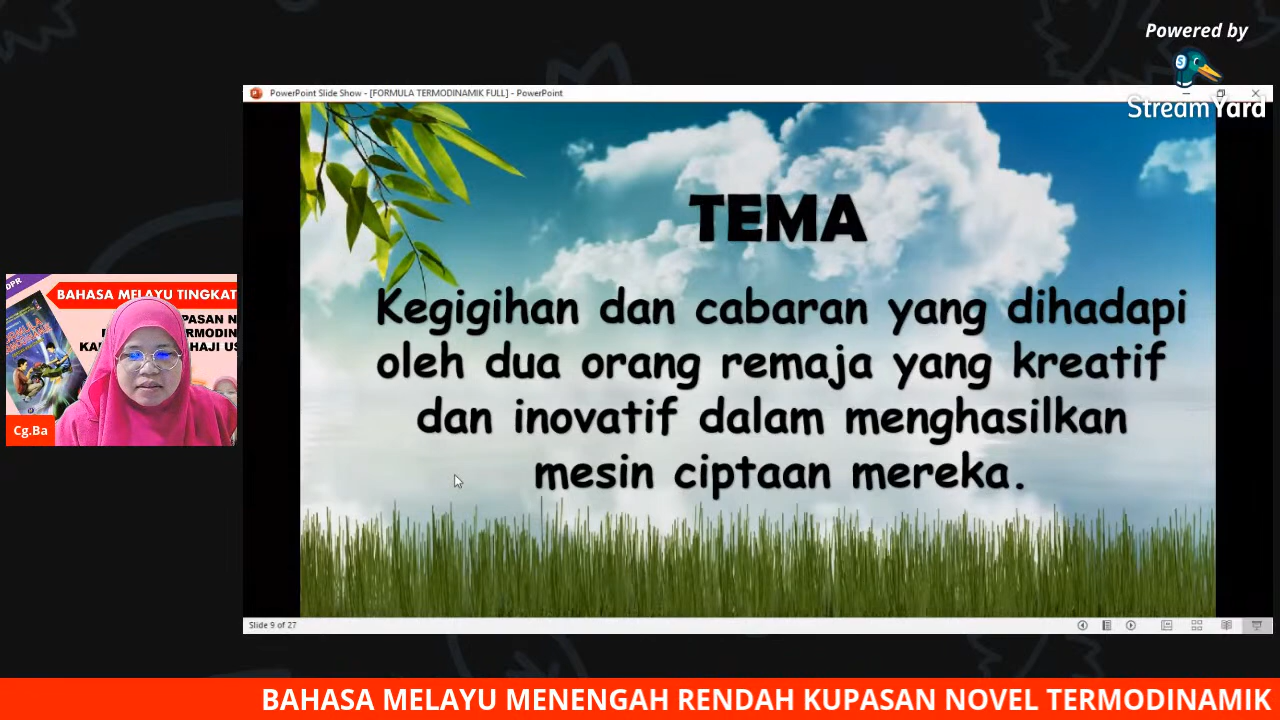 Powered by
StreamYard
PowerPoint Slide Show - [FORMULA TERMODINAMIK FULL] - PowerPoint
TEMA
Kegigihan dan cabaran yang dihadapi
oleh dua orang remaja yang kreatif
dan inovatif dalam menghasilkan
mesin ciptaan mereka.
DPR
BAHASA MELAYU TINGKAT
Cg.Ba
Slide 9 of 27
BAHASA MELAYU MENENGAH RENDAH KUPASAN NOVEL TERMODINAMIK